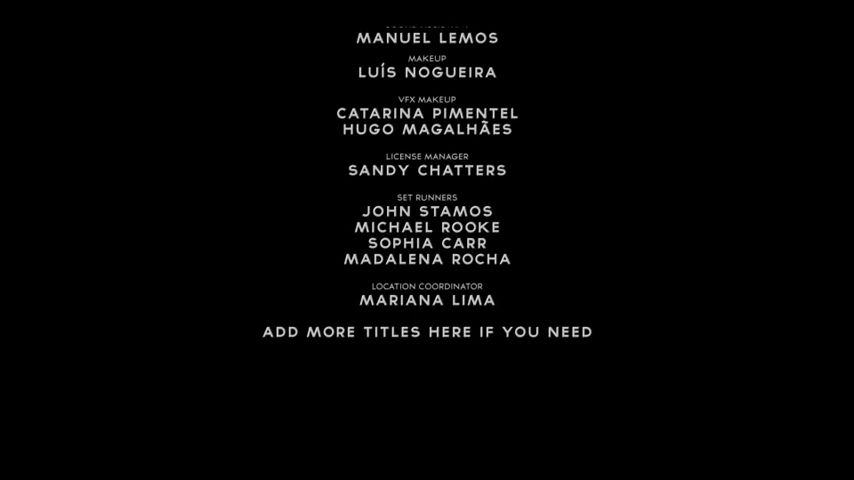 MANUEL LEMOS
MAKEUP
LUÍS NOGUEIRA
VFX MAKEUP
CATARINA PIMENTEL
HUGO MAGALHÃES
LICENSE MANAGER
SANDY CHATTERS
SET RUNNERS
JOHN STAMOS
MICHAEL ROOKE
SOPHIA CARR
MADALENA ROCHA
LOCATION COORDINATOR
MARIANA LIMA
ADD MORE TITLES HERE IF YOU NEED